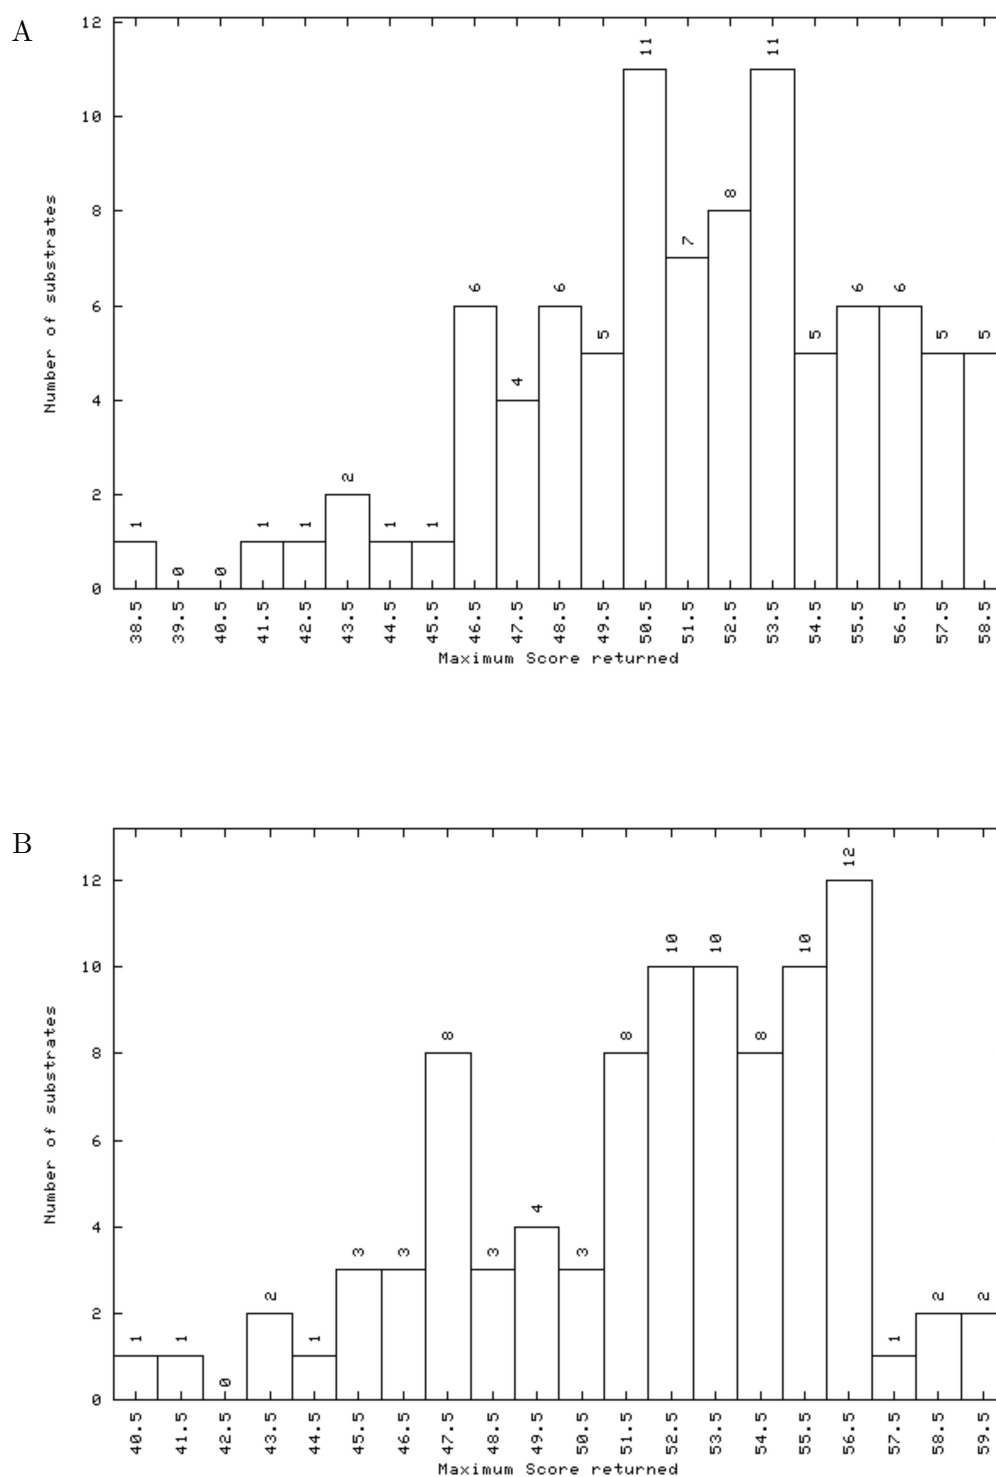 A
12
10
8
6
4
2
0
Number of substrates
1 0 0 1 1 2 1 1 6 4 6 5 11 7 8 11 5 6 6 5 5
38.5 39.5 40.5 41.5 42.5 43.5 44.5 45.5 46.5 47.5 48.5 49.5 50.5 51.5 52.5 53.5 54.5 55.5 56.5 57.5 58.5
Maximum Score returned
B
12
10
8
6
4
2
0
Number of substrates
1 1 0 2 1 3 3 8 3 4 3 8 10 10 8 10 12 1 2 2
40.5 41.5 42.5 43.5 44.5 45.5 46.5 47.5 48.5 49.5 50.5 51.5 52.5 53.5 54.5 55.5 56.5 57.5 58.5 59.5
Maximum Score returned